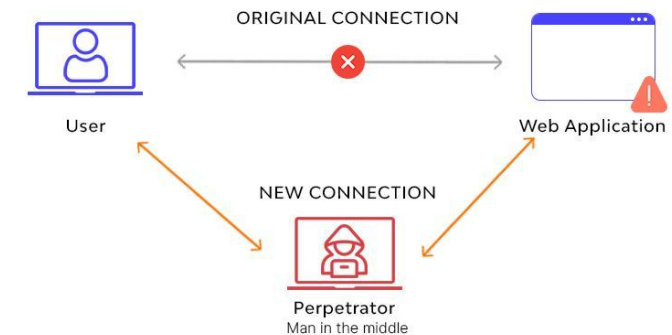 ORIGINAL CONNECTION
User
Web Application
NEW CONNECTION
Perpetrator
Man in the middle